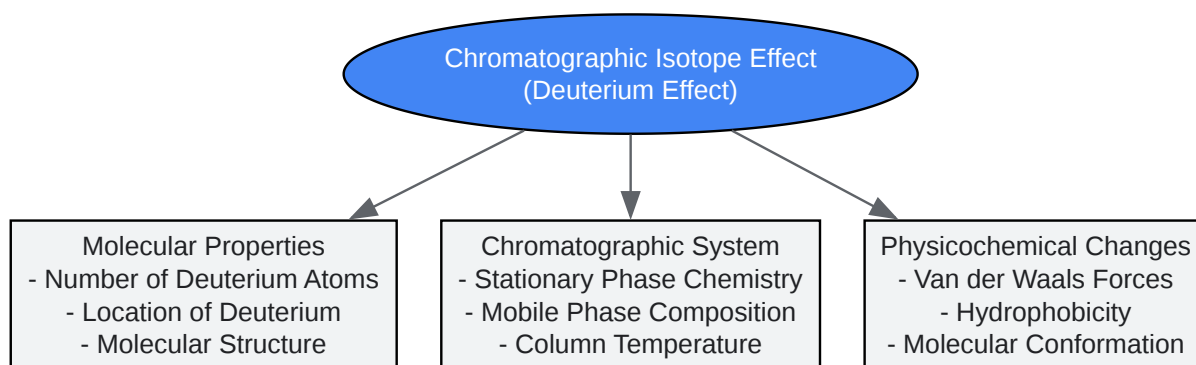 Chromatographic Isotope Effect
(Deuterium Effect)
Molecular Properties
- Number of Deuterium Atoms
- Location of Deuterium
- Molecular Structure
Chromatographic System
- Stationary Phase Chemistry
- Mobile Phase Composition
- Column Temperature
Physicochemical Changes
- Van der Waals Forces
- Hydrophobicity
- Molecular Conformation